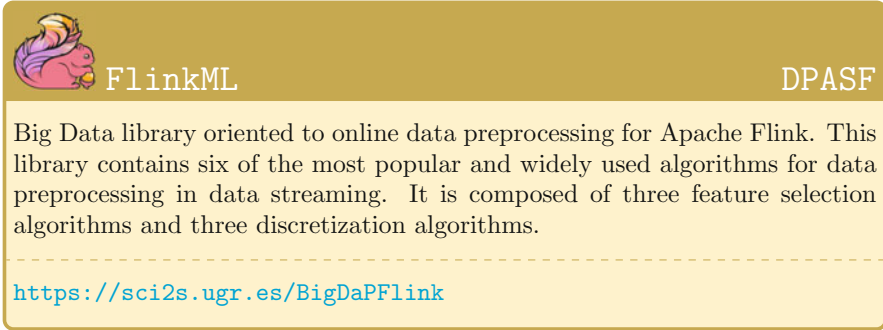 FlinkML DPASF
Big Data library oriented to online data preprocessing for Apache Flink. This
library contains six of the most popular and widely used algorithms for data
preprocessing in data streaming. It is composed of three feature selection
algorithms and three discretization algorithms.
https://sci2s.ugr.es/BigDaPFlink